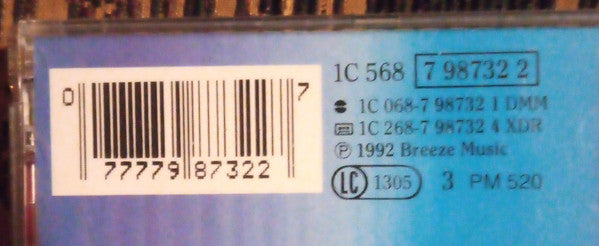 0 77779 87322 7
1C 568 7 98732 2
1C 068-7 98732 1 DMM
1C 268-7 98732 4 XDR
Ⓟ 1992 Breeze Music
LC 1305 3 PM 520